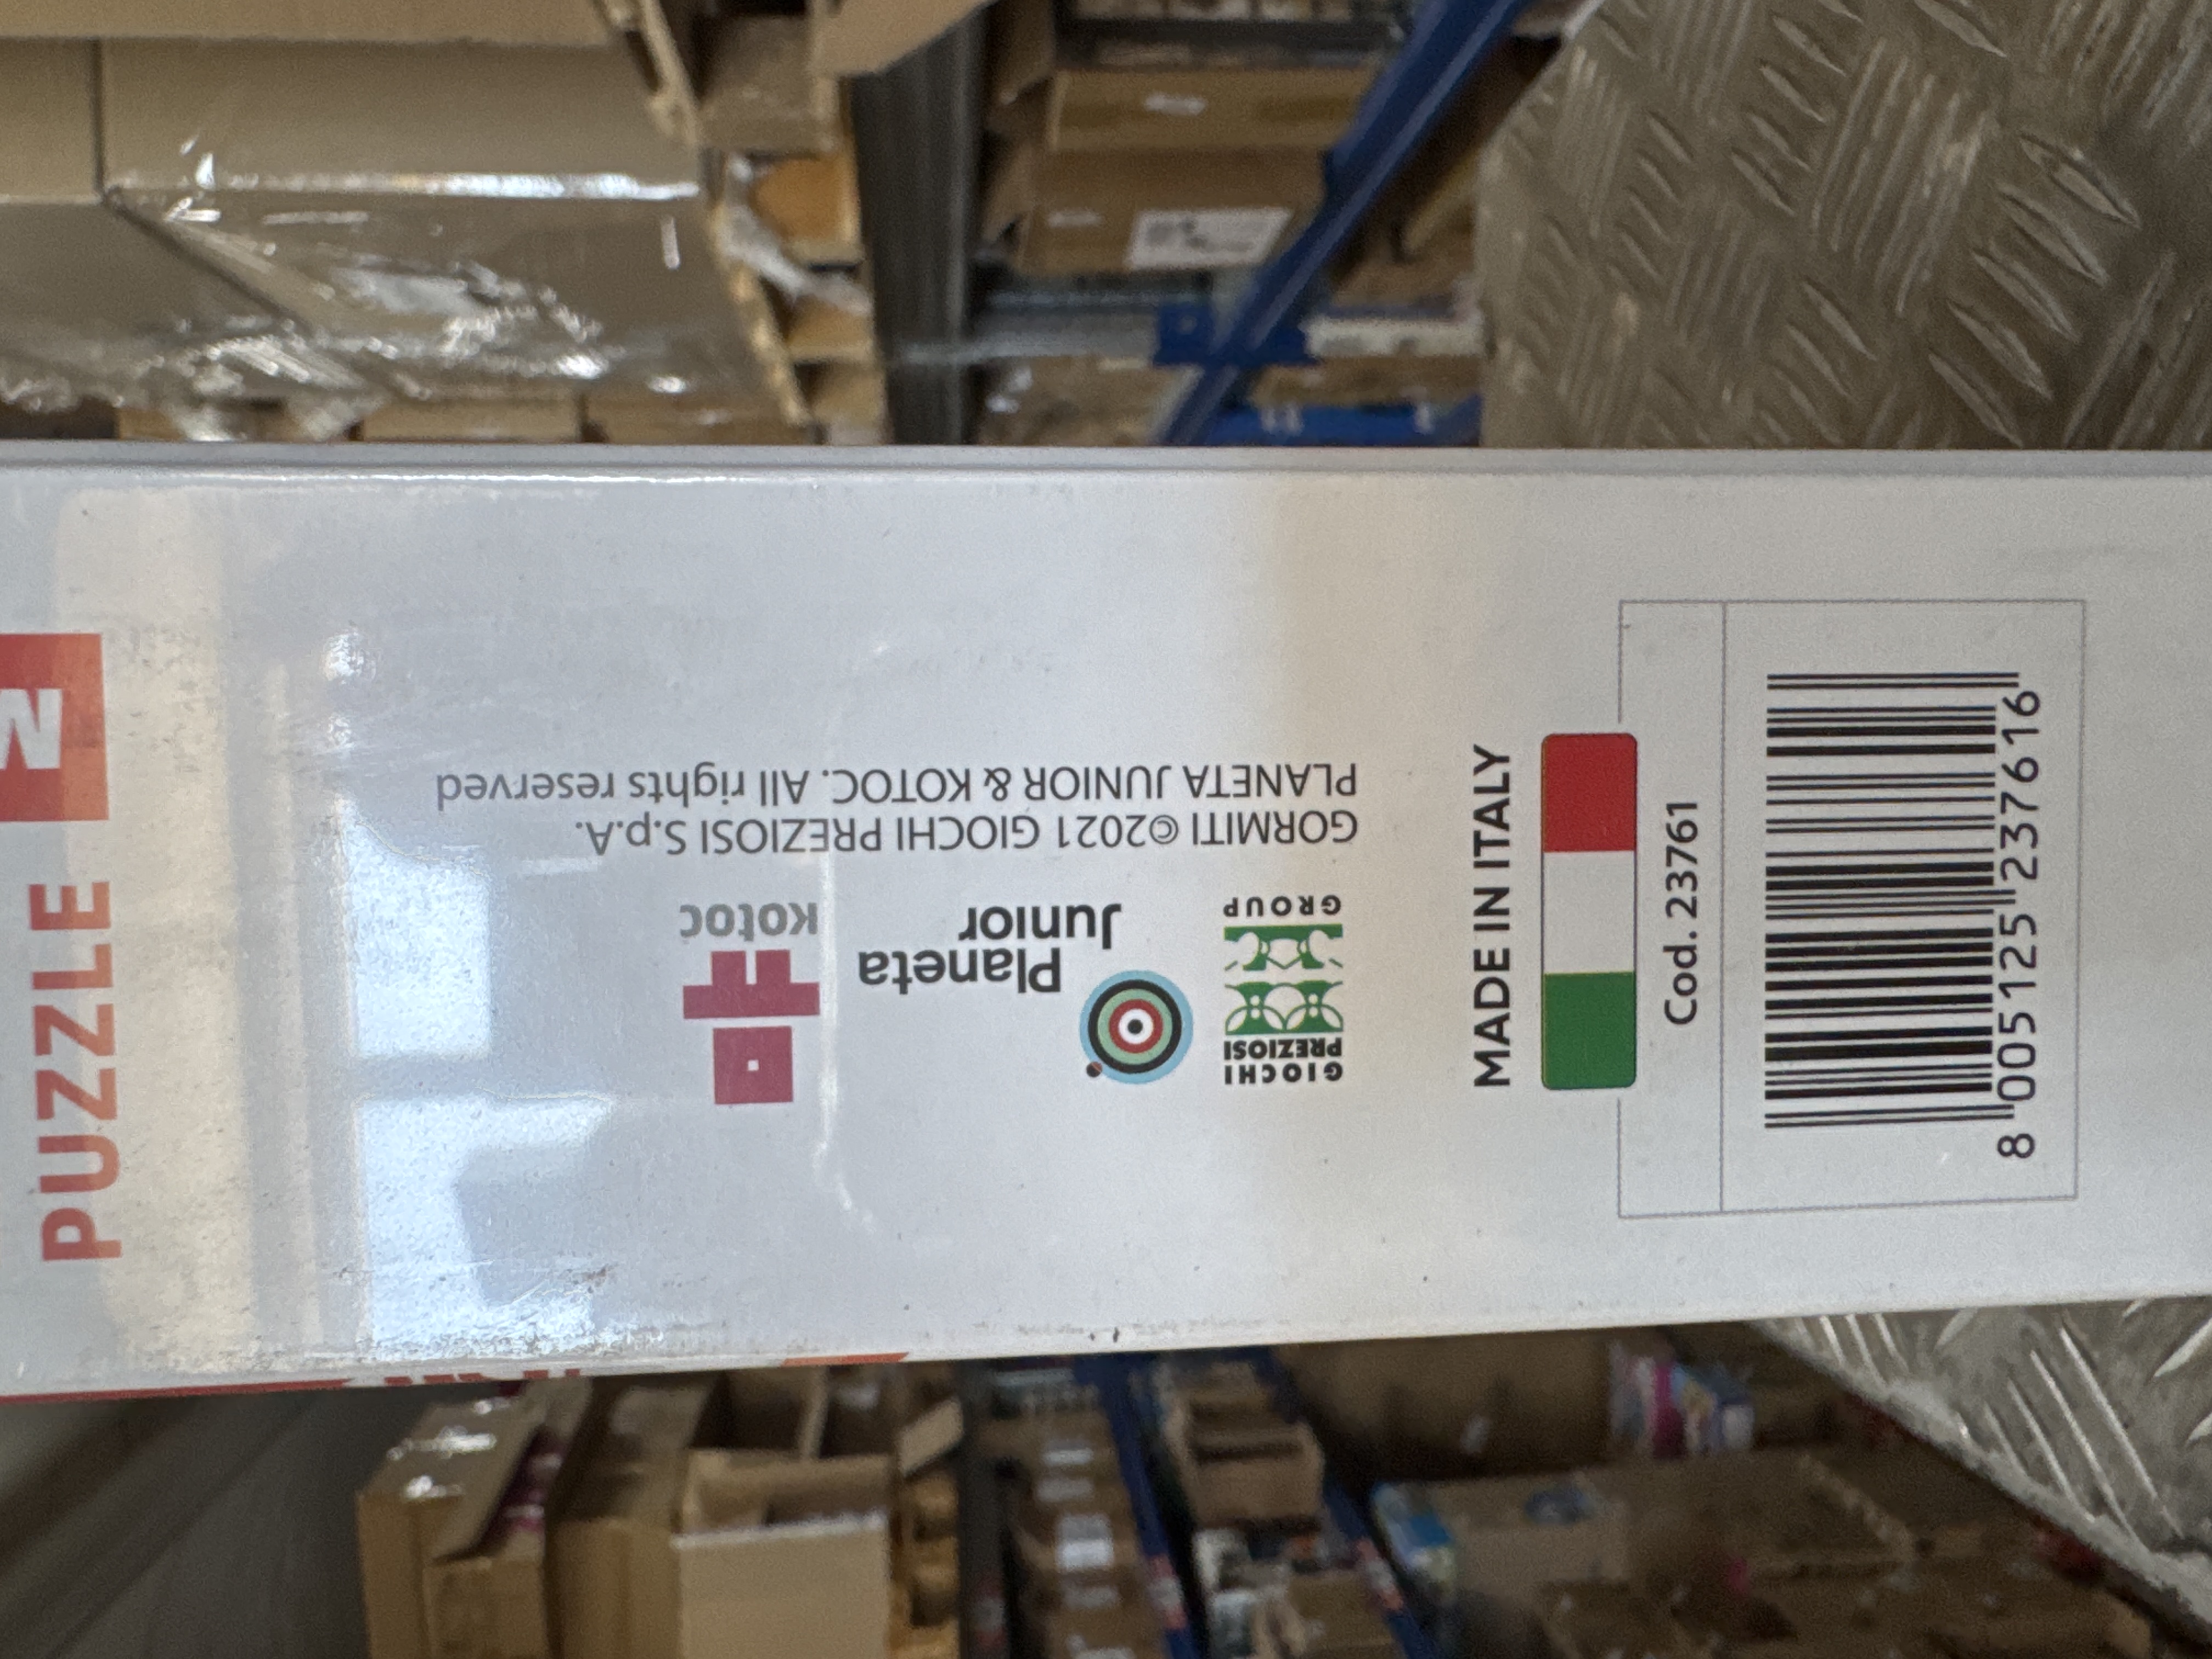 PUZZLE
GORMITI ©2021 GIOCHI PREZIOSI S.p.A.
PLANETA JUNIOR & KOTOC. All rights reserved
GIOCHI
PREZIOSI
GROUP
Planeta
Junior
кotoc
MADE IN ITALY
Cod. 23761
8 005125 237616